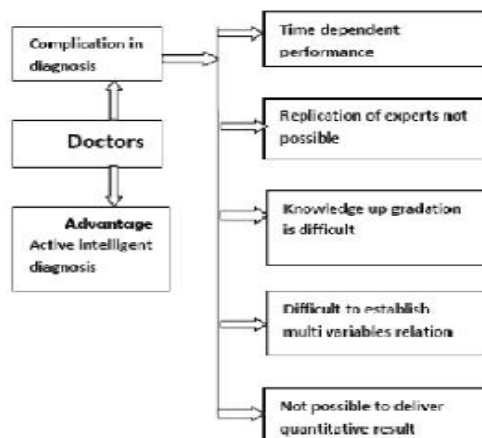 Complication in
diagnosis
Doctors
Advantage
Active intelligent
diagnosis
Time dependent
performance
Replication of experts not
possible
Knowledge up gradation
is difficult
Difficult to establish
multi variables relation
Not possible to deliver
quantitative result